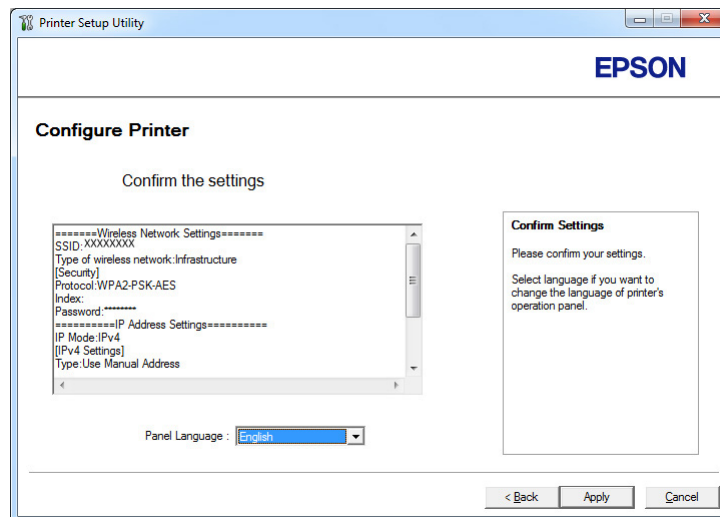 Printer Setup Utility
EPSON
Configure Printer
Confirm the settings
=======Wireless Network Settings=======
SSID:XXXXXXXX
Type of wireless network:Infrastructure
[Security]
Protocol:WPA2-PSK-AES
Index:
Password:********
==========IP Address Settings==========
IP Mode:IPv4
[IPv4 Settings]
Type:Use Manual Address
Confirm Settings
Please confirm your settings.
Select language if you want to
change the language of printer's
operation panel.
Panel Language : English
< Back Apply Cancel